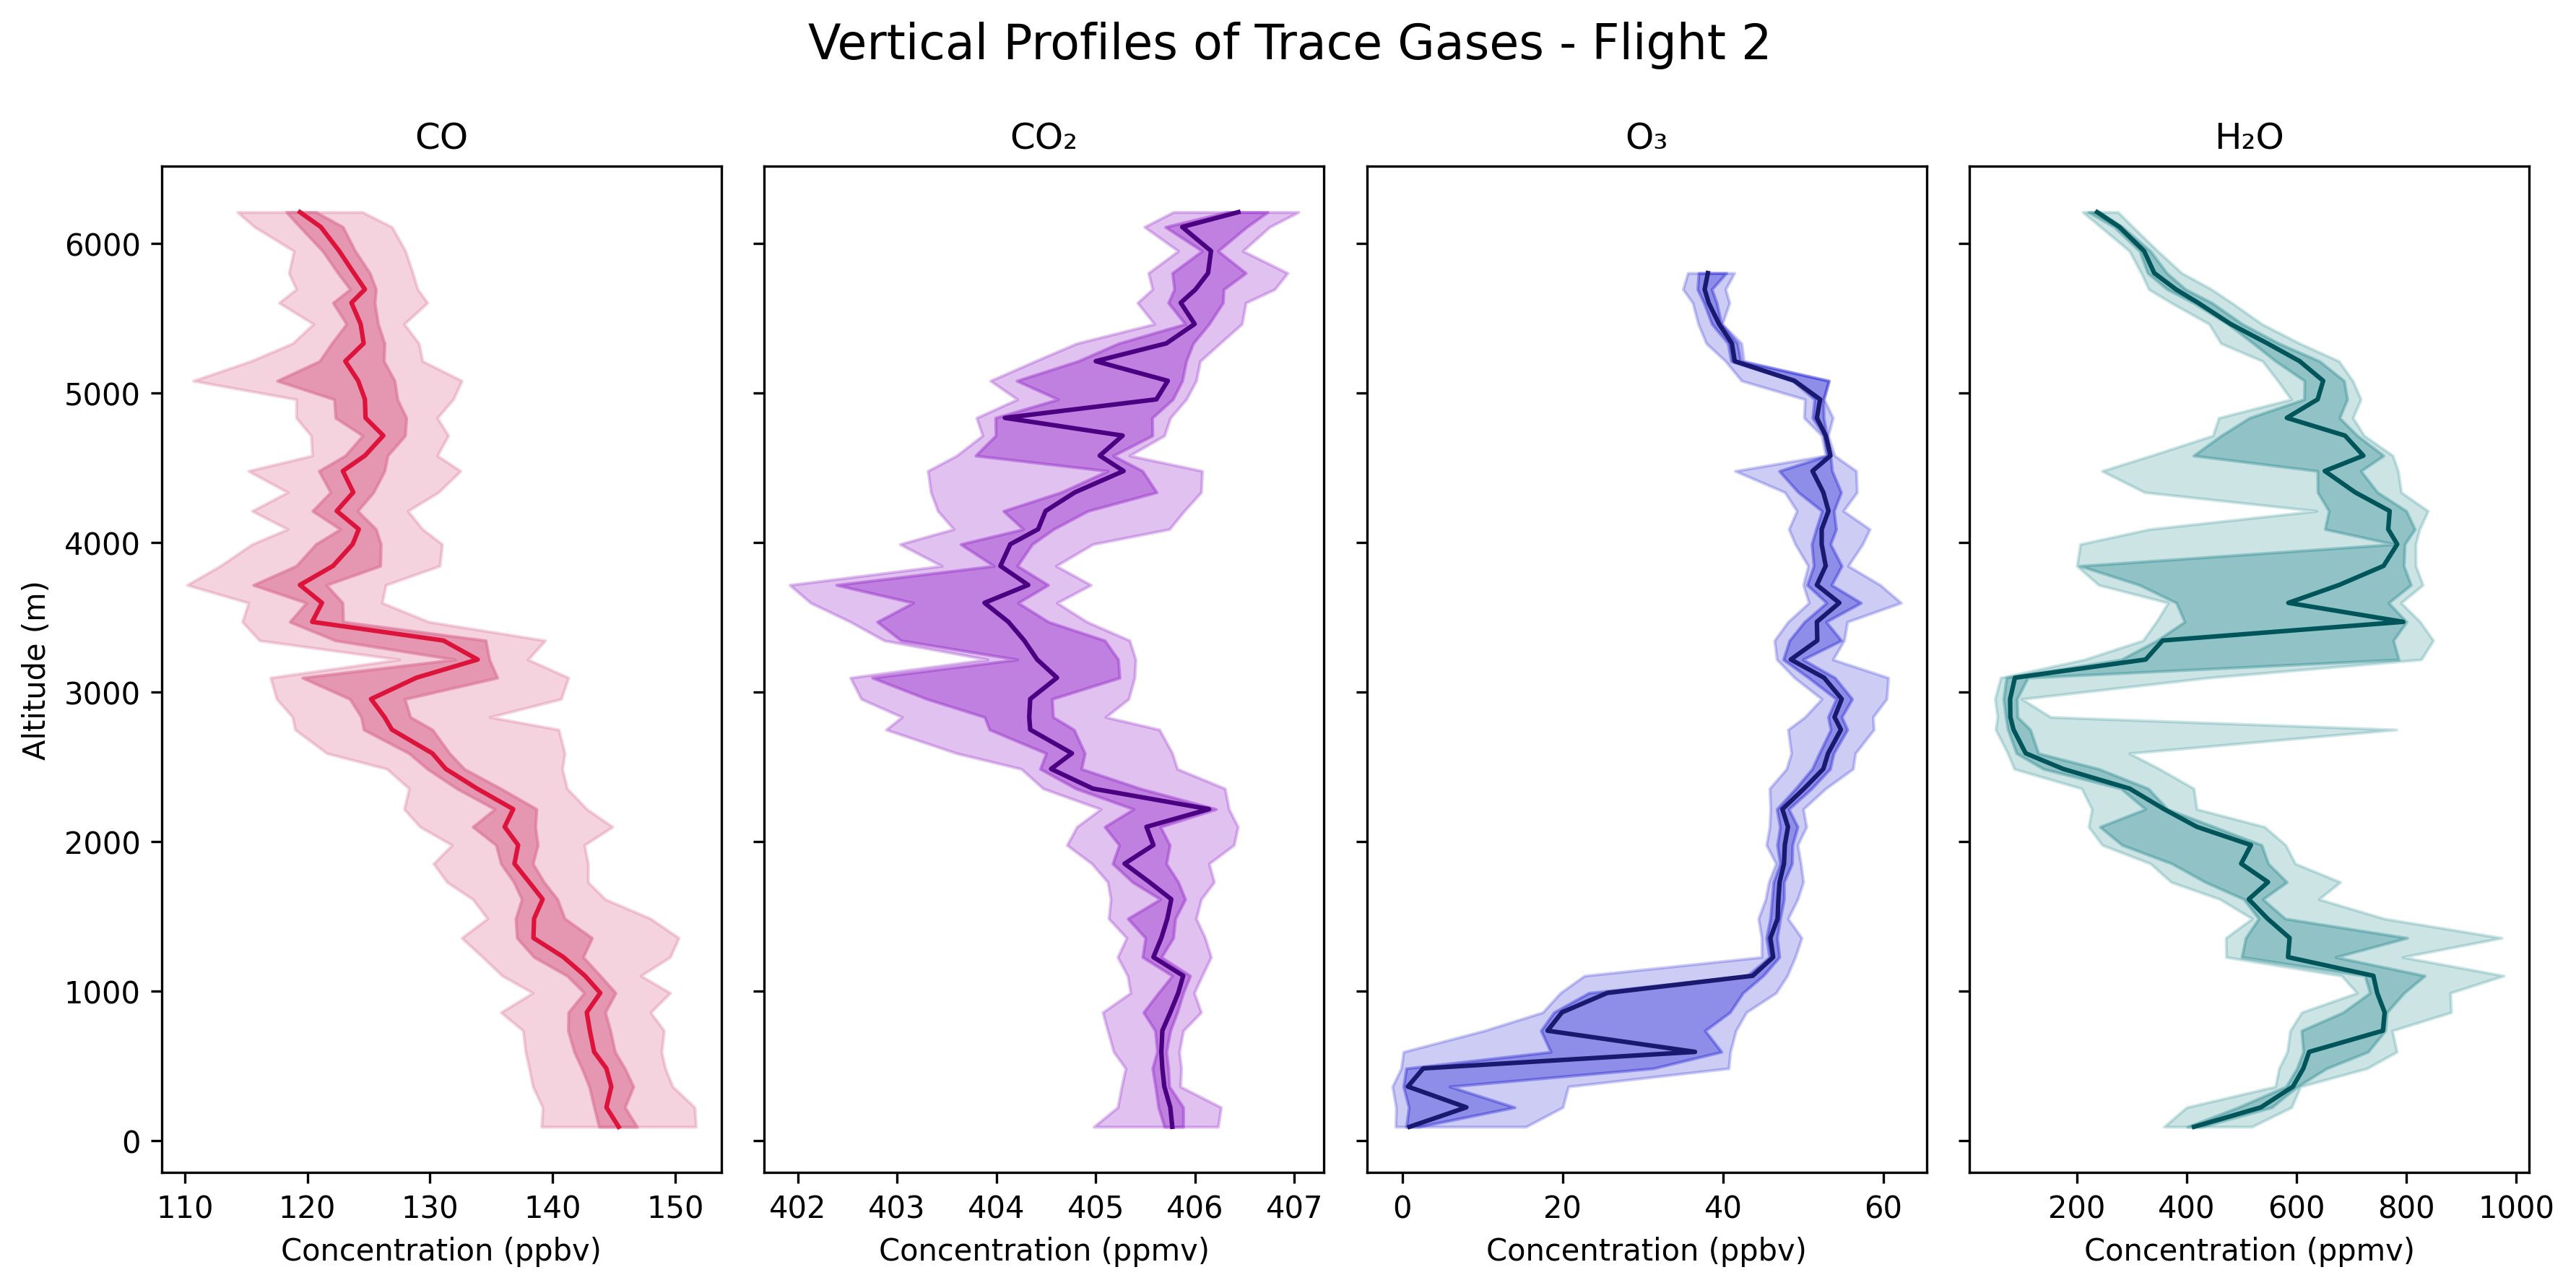 Vertical Profiles of Trace Gases - Flight 2
CO
CO₂
O₃
H₂O
Altitude (m)
6000
5000
4000
3000
2000
1000
0
110 120 130 140 150
402 403 404 405 406 407
0 20 40 60
200 400 600 800 1000
Concentration (ppbv)
Concentration (ppmv)
Concentration (ppbv)
Concentration (ppmv)